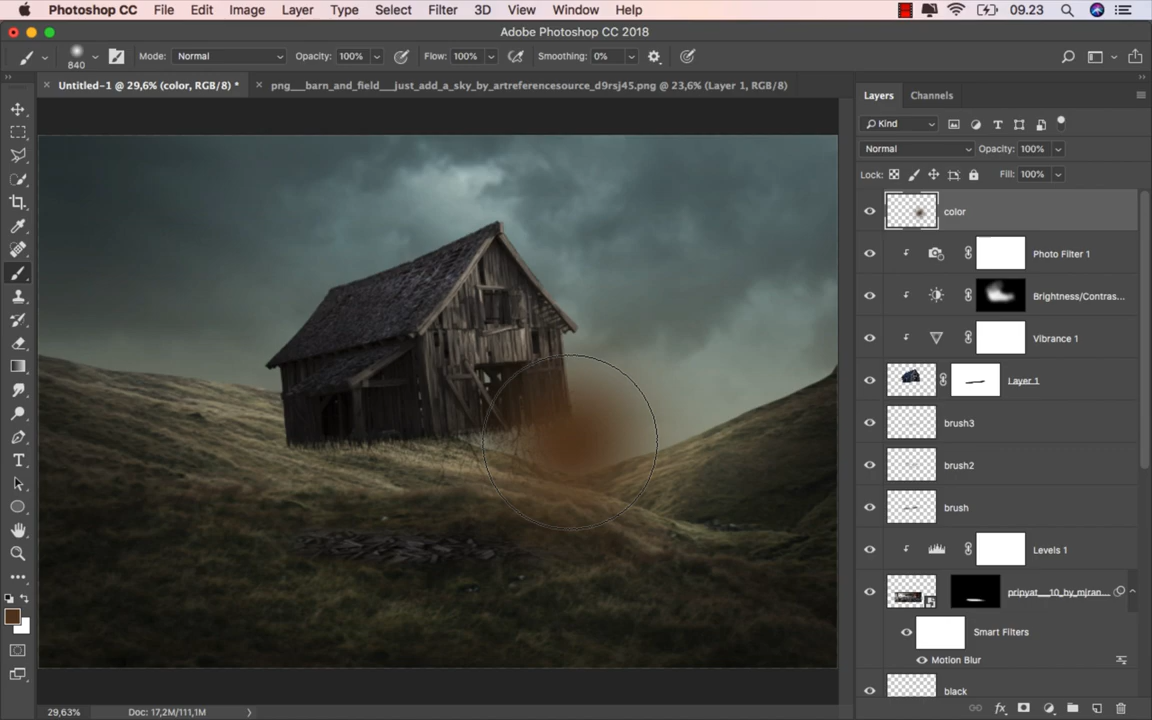 Photoshop CC File Edit Image Layer Type Select Filter 3D View Window Help 09.23
Adobe Photoshop CC 2018
840 Mode: Normal Opacity: 100% Flow: 100% Smoothing: 0%
Untitled-1 @ 29,6% (color, RGB/8) * png___barn_and_field___just_add_a_sky_by_artreferencesource_d9rsj45.png @ 23,6% (Layer 1, RGB/8)
Layers Channels
Kind
Normal Opacity: 100%
Lock: Fill: 100%
color
Photo Filter 1
Brightness/Contras...
Vibrance 1
Layer 1
brush3
brush2
brush
Levels 1
pripyat___10_by_mjran...
Smart Filters
Motion Blur
black
29,63% Doc: 17,2M/111,1M